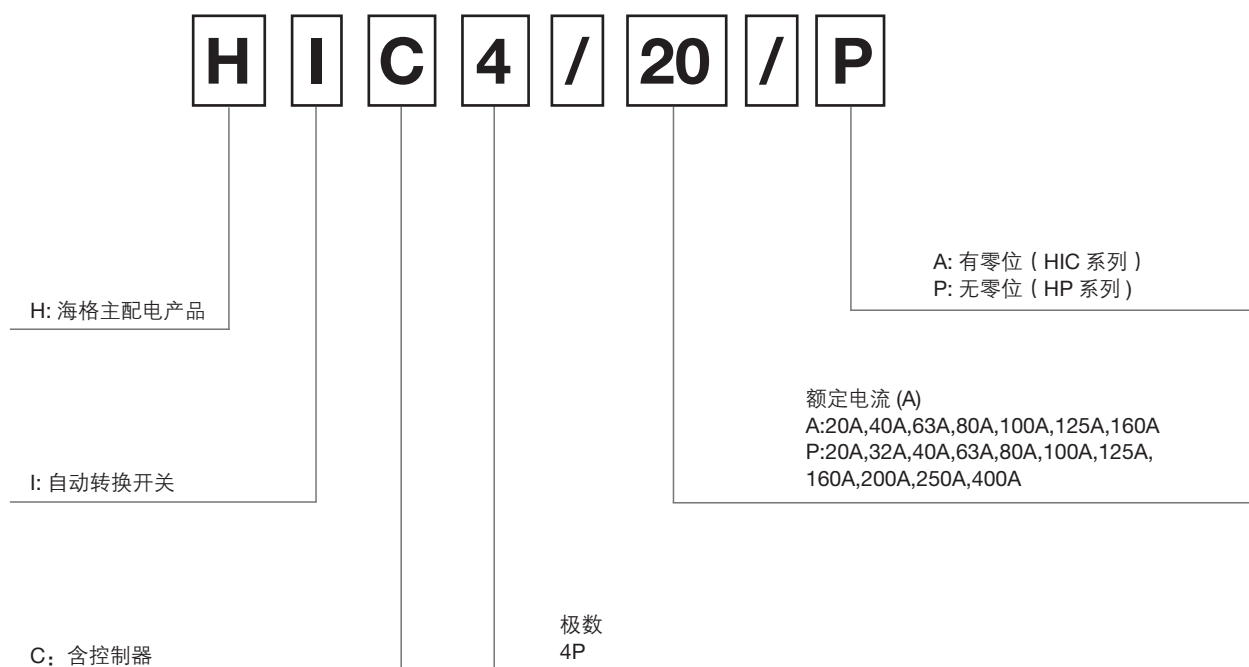 H I C 4 / 20 / P
A: 有零位 ( HIC 系列 )
P: 无零位 ( HP 系列 )
H: 海格主配电产品
额定电流 (A)
A:20A,40A,63A,80A,100A,125A,160A
P:20A,32A,40A,63A,80A,100A,125A,
160A,200A,250A,400A
I: 自动转换开关
极数
4P
C：含控制器